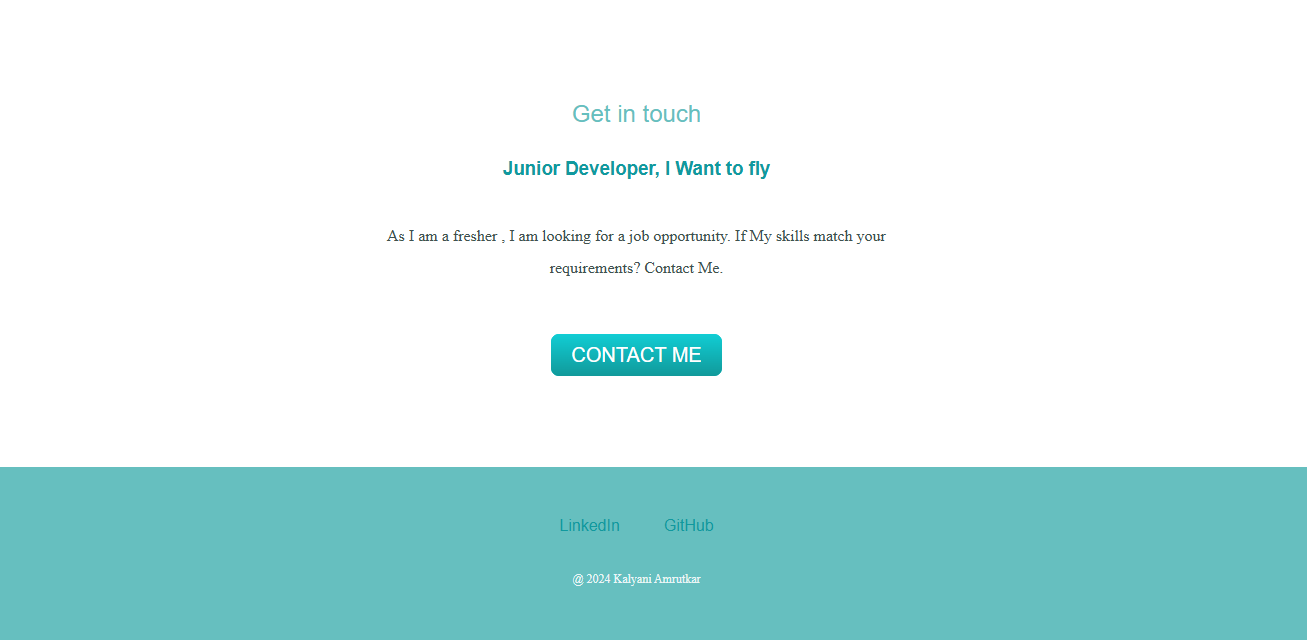 Get in touch
Junior Developer, I Want to fly
As I am a fresher , I am looking for a job opportunity. If My skills match your
requirements? Contact Me.
CONTACT ME
LinkedIn GitHub
@ 2024 Kalyani Amrutkar